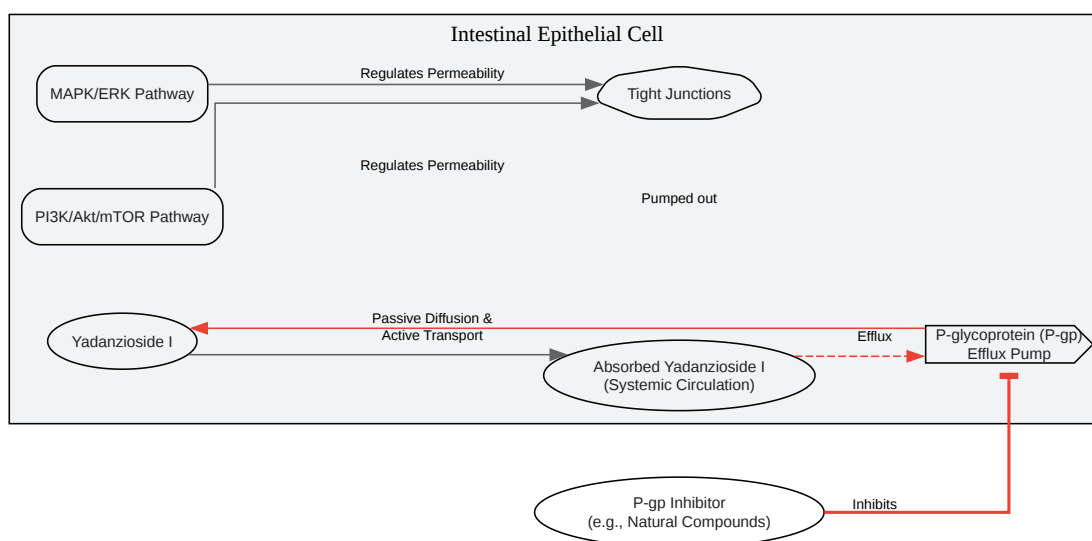 Intestinal Epithelial Cell
MAPK/ERK Pathway
Regulates Permeability
Tight Junctions
Regulates Permeability
Pumped out
PI3K/Akt/mTOR Pathway
Passive Diffusion &
Active Transport
Yadanzioside I
Efflux
P-glycoprotein (P-gp)
Efflux Pump
Absorbed Yadanzioside I
(Systemic Circulation)
P-gp Inhibitor
(e.g., Natural Compounds)
Inhibits